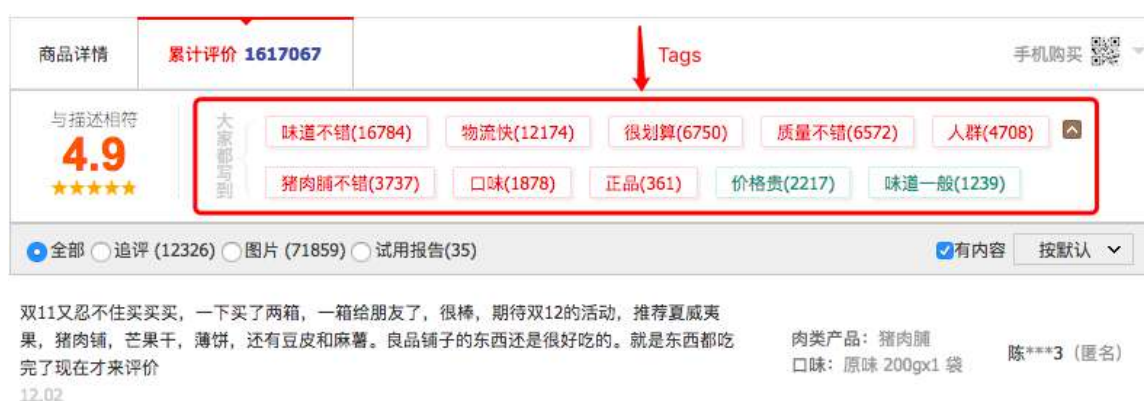 商品详情 累计评价 1617067 Tags 手机购买
与描述相符 4.9
大家都写到
味道不错(16784) 物流快(12174) 很划算(6750) 质量不错(6572) 人群(4708)
猪肉脯不错(3737) 口味(1878) 正品(361) 价格贵(2217) 味道一般(1239)
全部 追评 (12326) 图片 (71859) 试用报告(35) 有内容 按默认
双11又忍不住买买买，一下买了两箱，一箱给朋友了，很棒，期待双12的活动，推荐夏威夷
果，猪肉铺，芒果干，薄饼，还有豆皮和麻薯。良品铺子的东西还是很好吃的。就是东西都吃
完了现在才来评价
12.02
肉类产品：猪肉脯
口味：原味 200gx1 袋
陈***3（匿名）